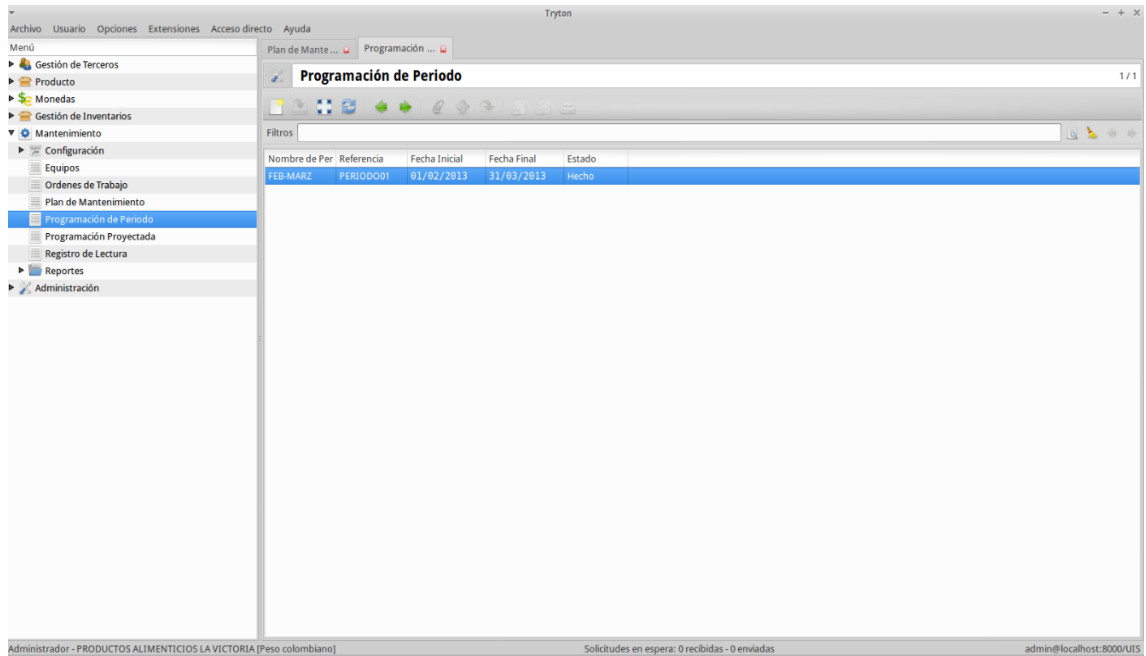 Tryton
Archivo Usuario Opciones Extensiones Acceso directo Ayuda
Menú
Gestión de Terceros
Producto
Monedas
Gestión de Inventarios
Mantenimiento
Configuración
Equipos
Ordenes de Trabajo
Plan de Mantenimiento
Programación de Periodo
Programación Proyectada
Registro de Lectura
Reportes
Administración
Plan de Mante... Programación ...
Programación de Periodo 1/1
Filtros
Nombre de Per Referencia Fecha Inicial Fecha Final Estado
FEB-MARZ PERIODO01 01/02/2013 31/03/2013 Hecho
Administrador - PRODUCTOS ALIMENTICIOS LA VICTORIA [Peso colombiano] Solicitudes en espera: 0 recibidas - 0 enviadas admin@localhost:8000/UIS